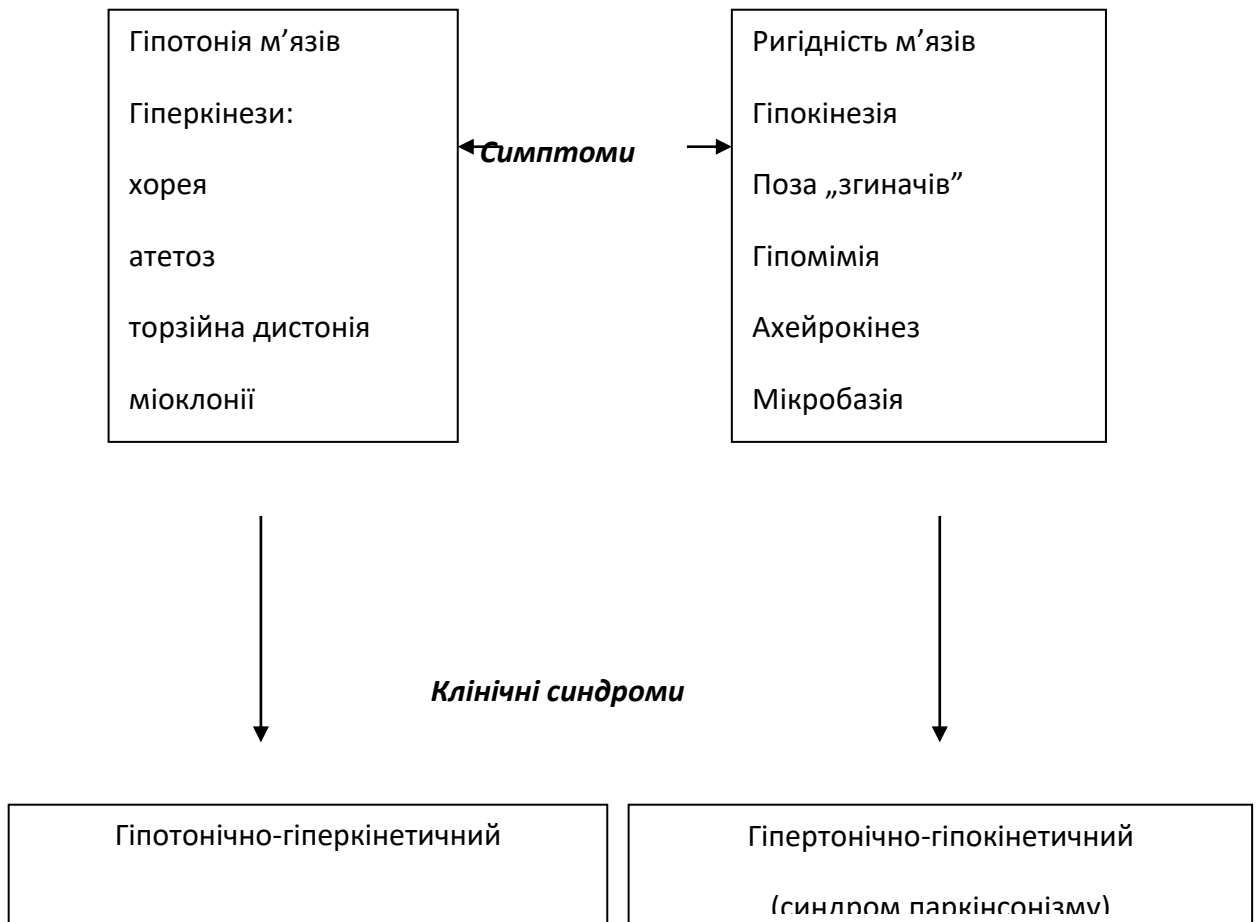 Гіпотонія м’язів
Гіперкінези:
хорея
атетоз
торзійна дистонія
міоклонії
Симптоми
Ригідність м’язів
Гіпокінезія
Поза „згиначів”
Гіпомімія
Ахейрокінез
Мікробазія
Клінічні синдроми
Гіпотонічно-гіперкінетичний
Гіпертонічно-гіпокінетичний
(синдром паркінсонізму)